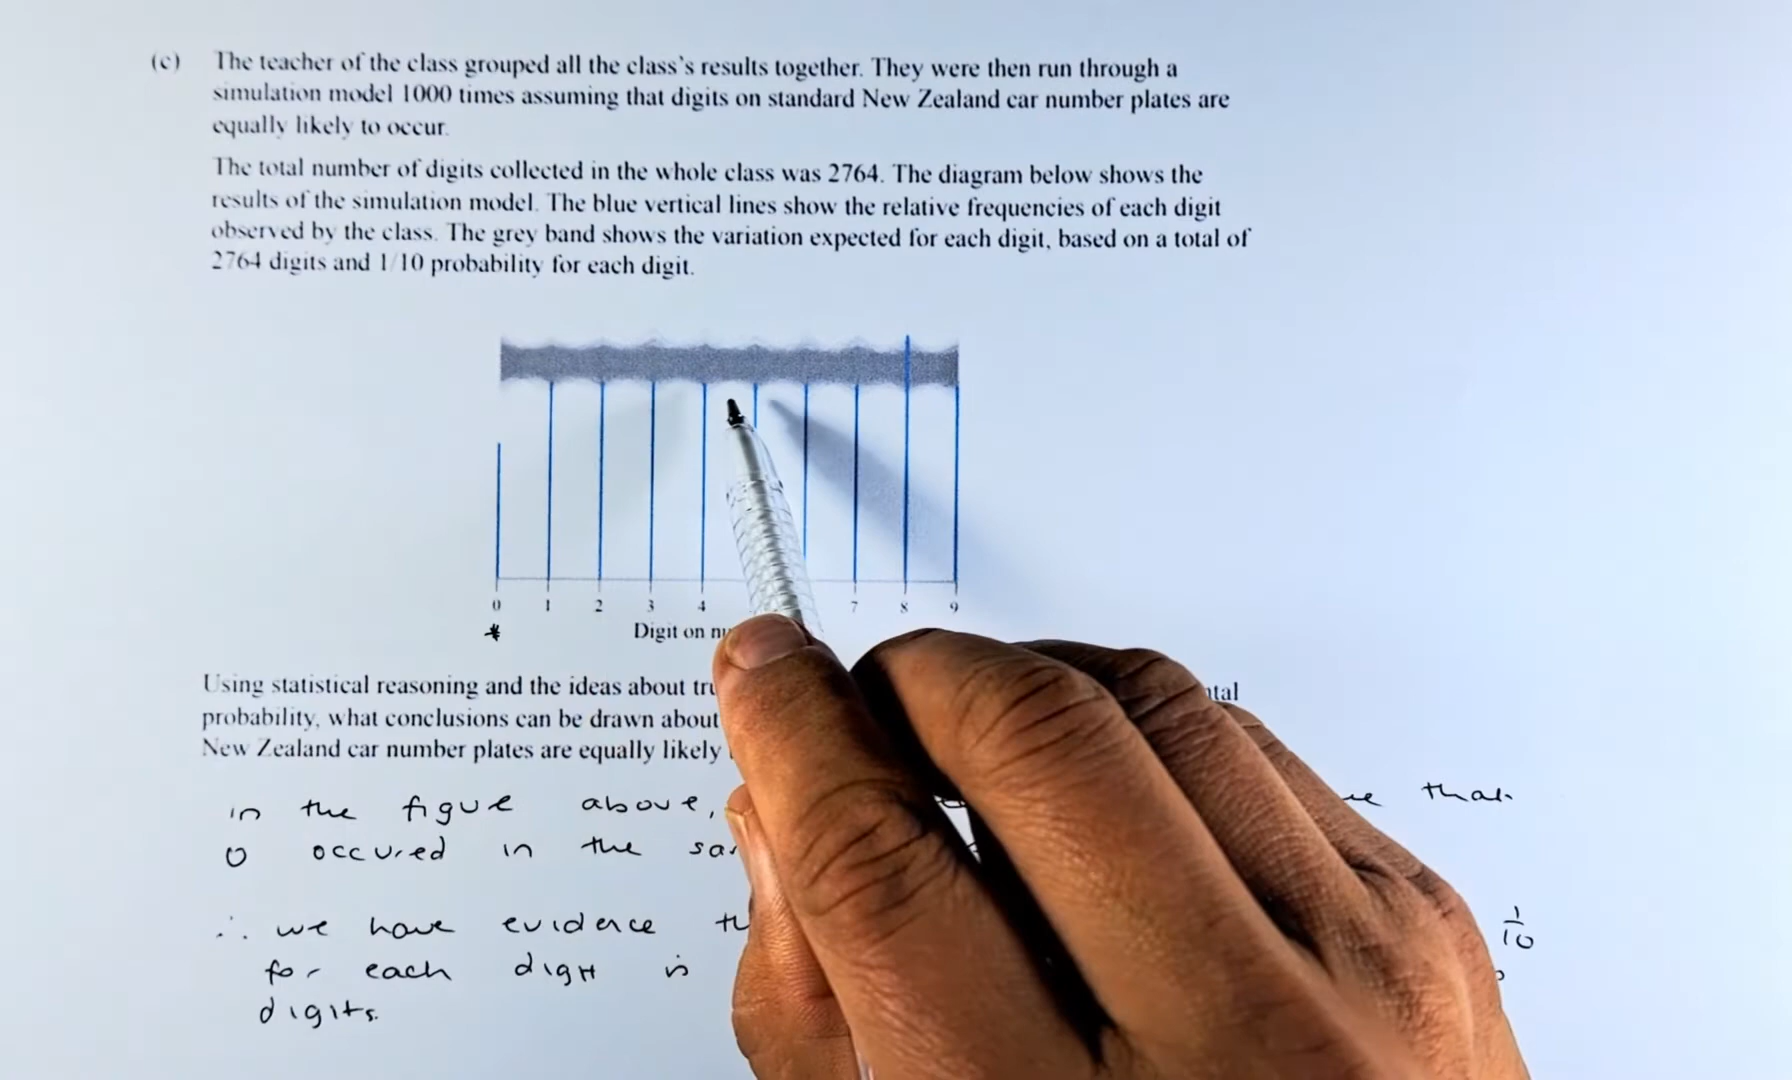 (c) The teacher of the class grouped all the class's results together. They were then run through a
simulation model 1000 times assuming that digits on standard New Zealand car number plates are
equally likely to occur.
The total number of digits collected in the whole class was 2764. The diagram below shows the
results of the simulation model. The blue vertical lines show the relative frequencies of each digit
observed by the class. The grey band shows the variation expected for each digit, based on a total of
2764 digits and 1/10 probability for each digit.
0 1 2 3 4 7 8 9
*
Digit on
Using statistical reasoning and the ideas about
probability, what conclusions can be drawn about
New Zealand car number plates are equally likely
in the figure above, that
0 occured in the
∴ we have evidence 1/10
for each digit is
digits.